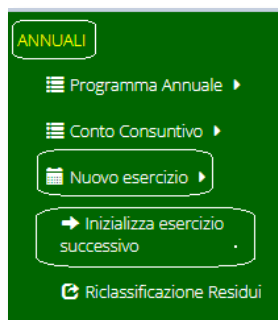 ANNUALI
Programma Annuale
Conto Consuntivo
Nuovo esercizio
Inizializza esercizio
successivo
Riclassificazione Residui